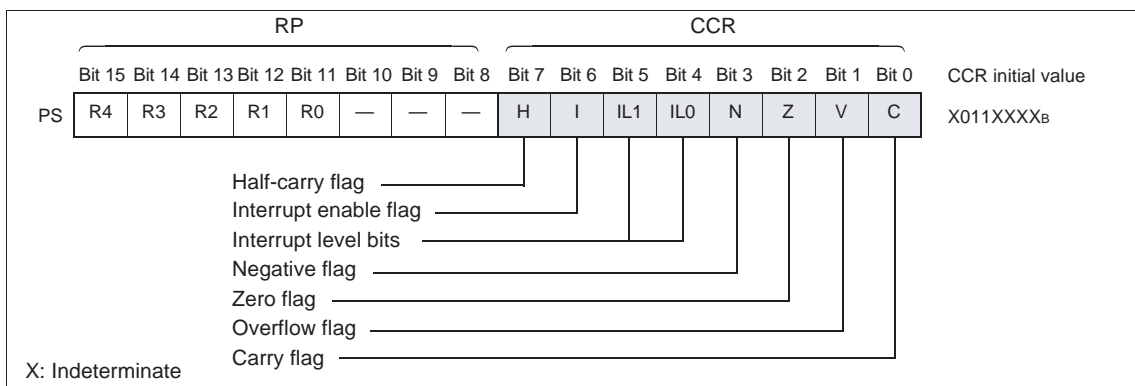 RP CCR
Bit 15 Bit 14 Bit 13 Bit 12 Bit 11 Bit 10 Bit 9 Bit 8 Bit 7 Bit 6 Bit 5 Bit 4 Bit 3 Bit 2 Bit 1 Bit 0 CCR initial value
PS R4 R3 R2 R1 R0 — — — H I IL1 IL0 N Z V C X011XXXXB
Half-carry flag
Interrupt enable flag
Interrupt level bits
Negative flag
Zero flag
Overflow flag
Carry flag
X: Indeterminate